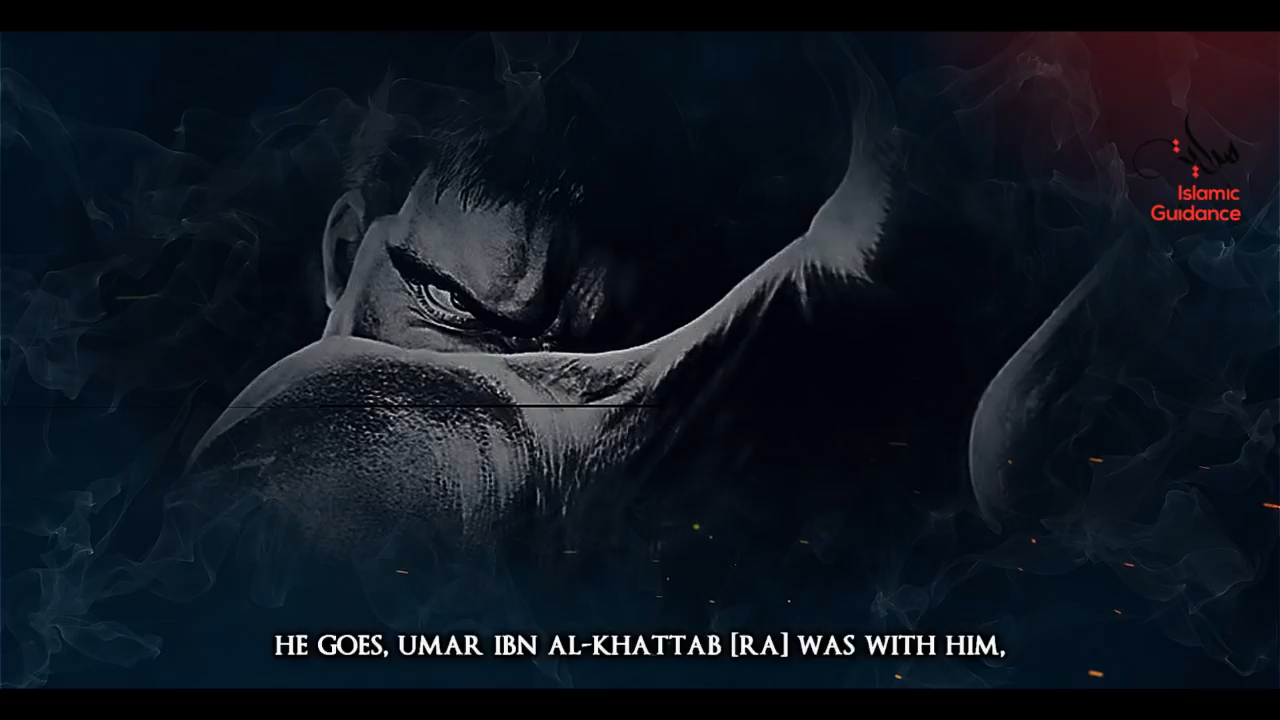 Islamic
Guidance
HE GOES, UMAR IBN AL-KHATTAB [RA] WAS WITH HIM,